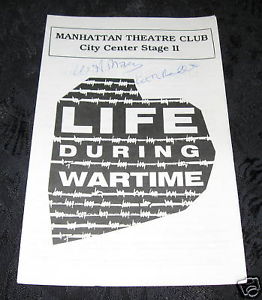 MANHATTAN THEATRE CLUB
City Center Stage II
LIFE
DURING
WARTIME